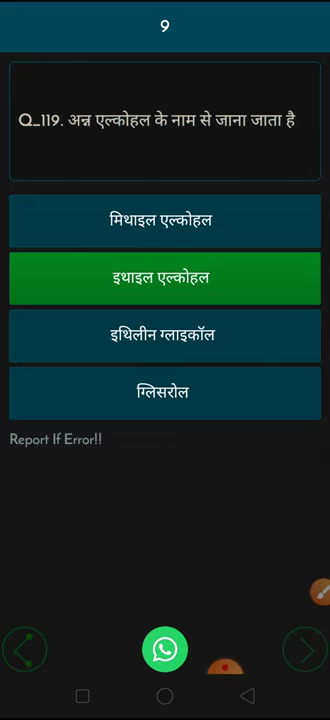 9
Q_119. अन्न एल्कोहल के नाम से जाना जाता है
मिथाइल एल्कोहल
इथाइल एल्कोहल
इथिलीन ग्लाइकॉल
ग्लिसरोल
Report If Error!!